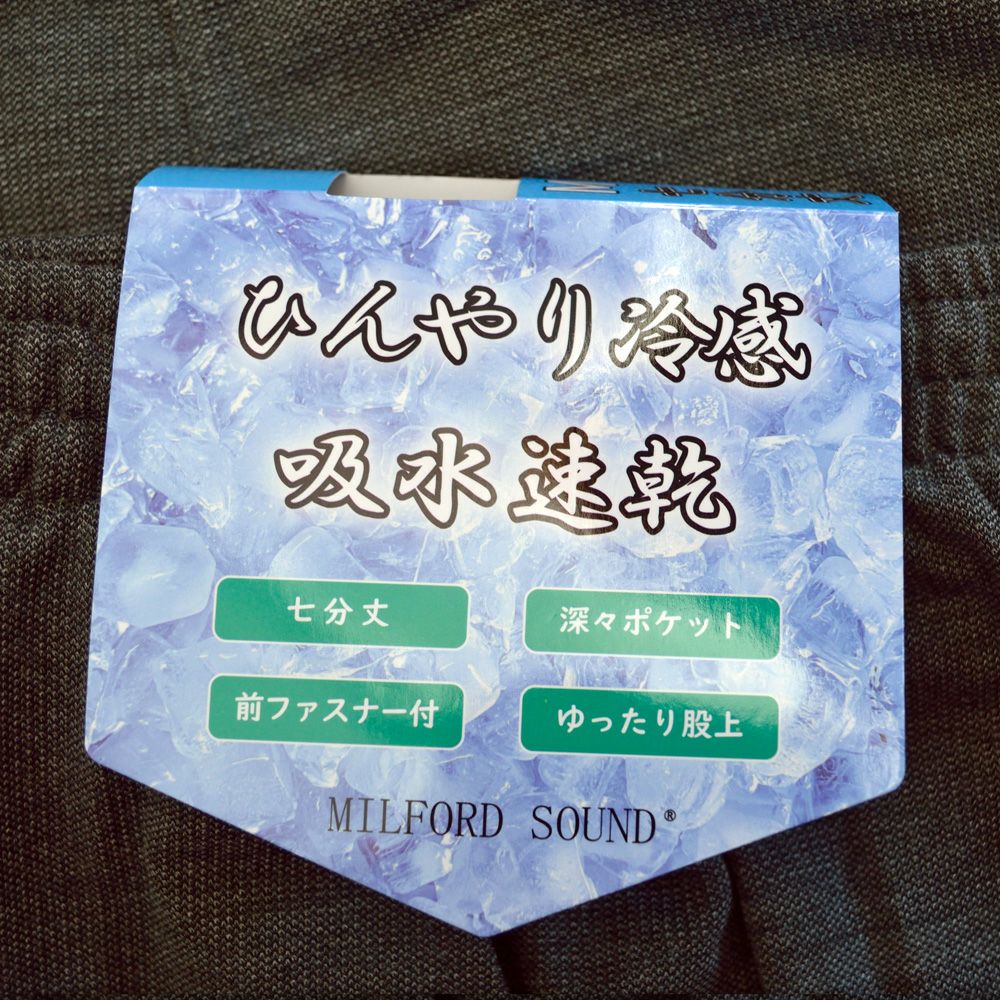 ひんやり冷感
吸水速乾
七分丈
深々ポケット
前ファスナー付
ゆったり股上
MILFORD SOUND®